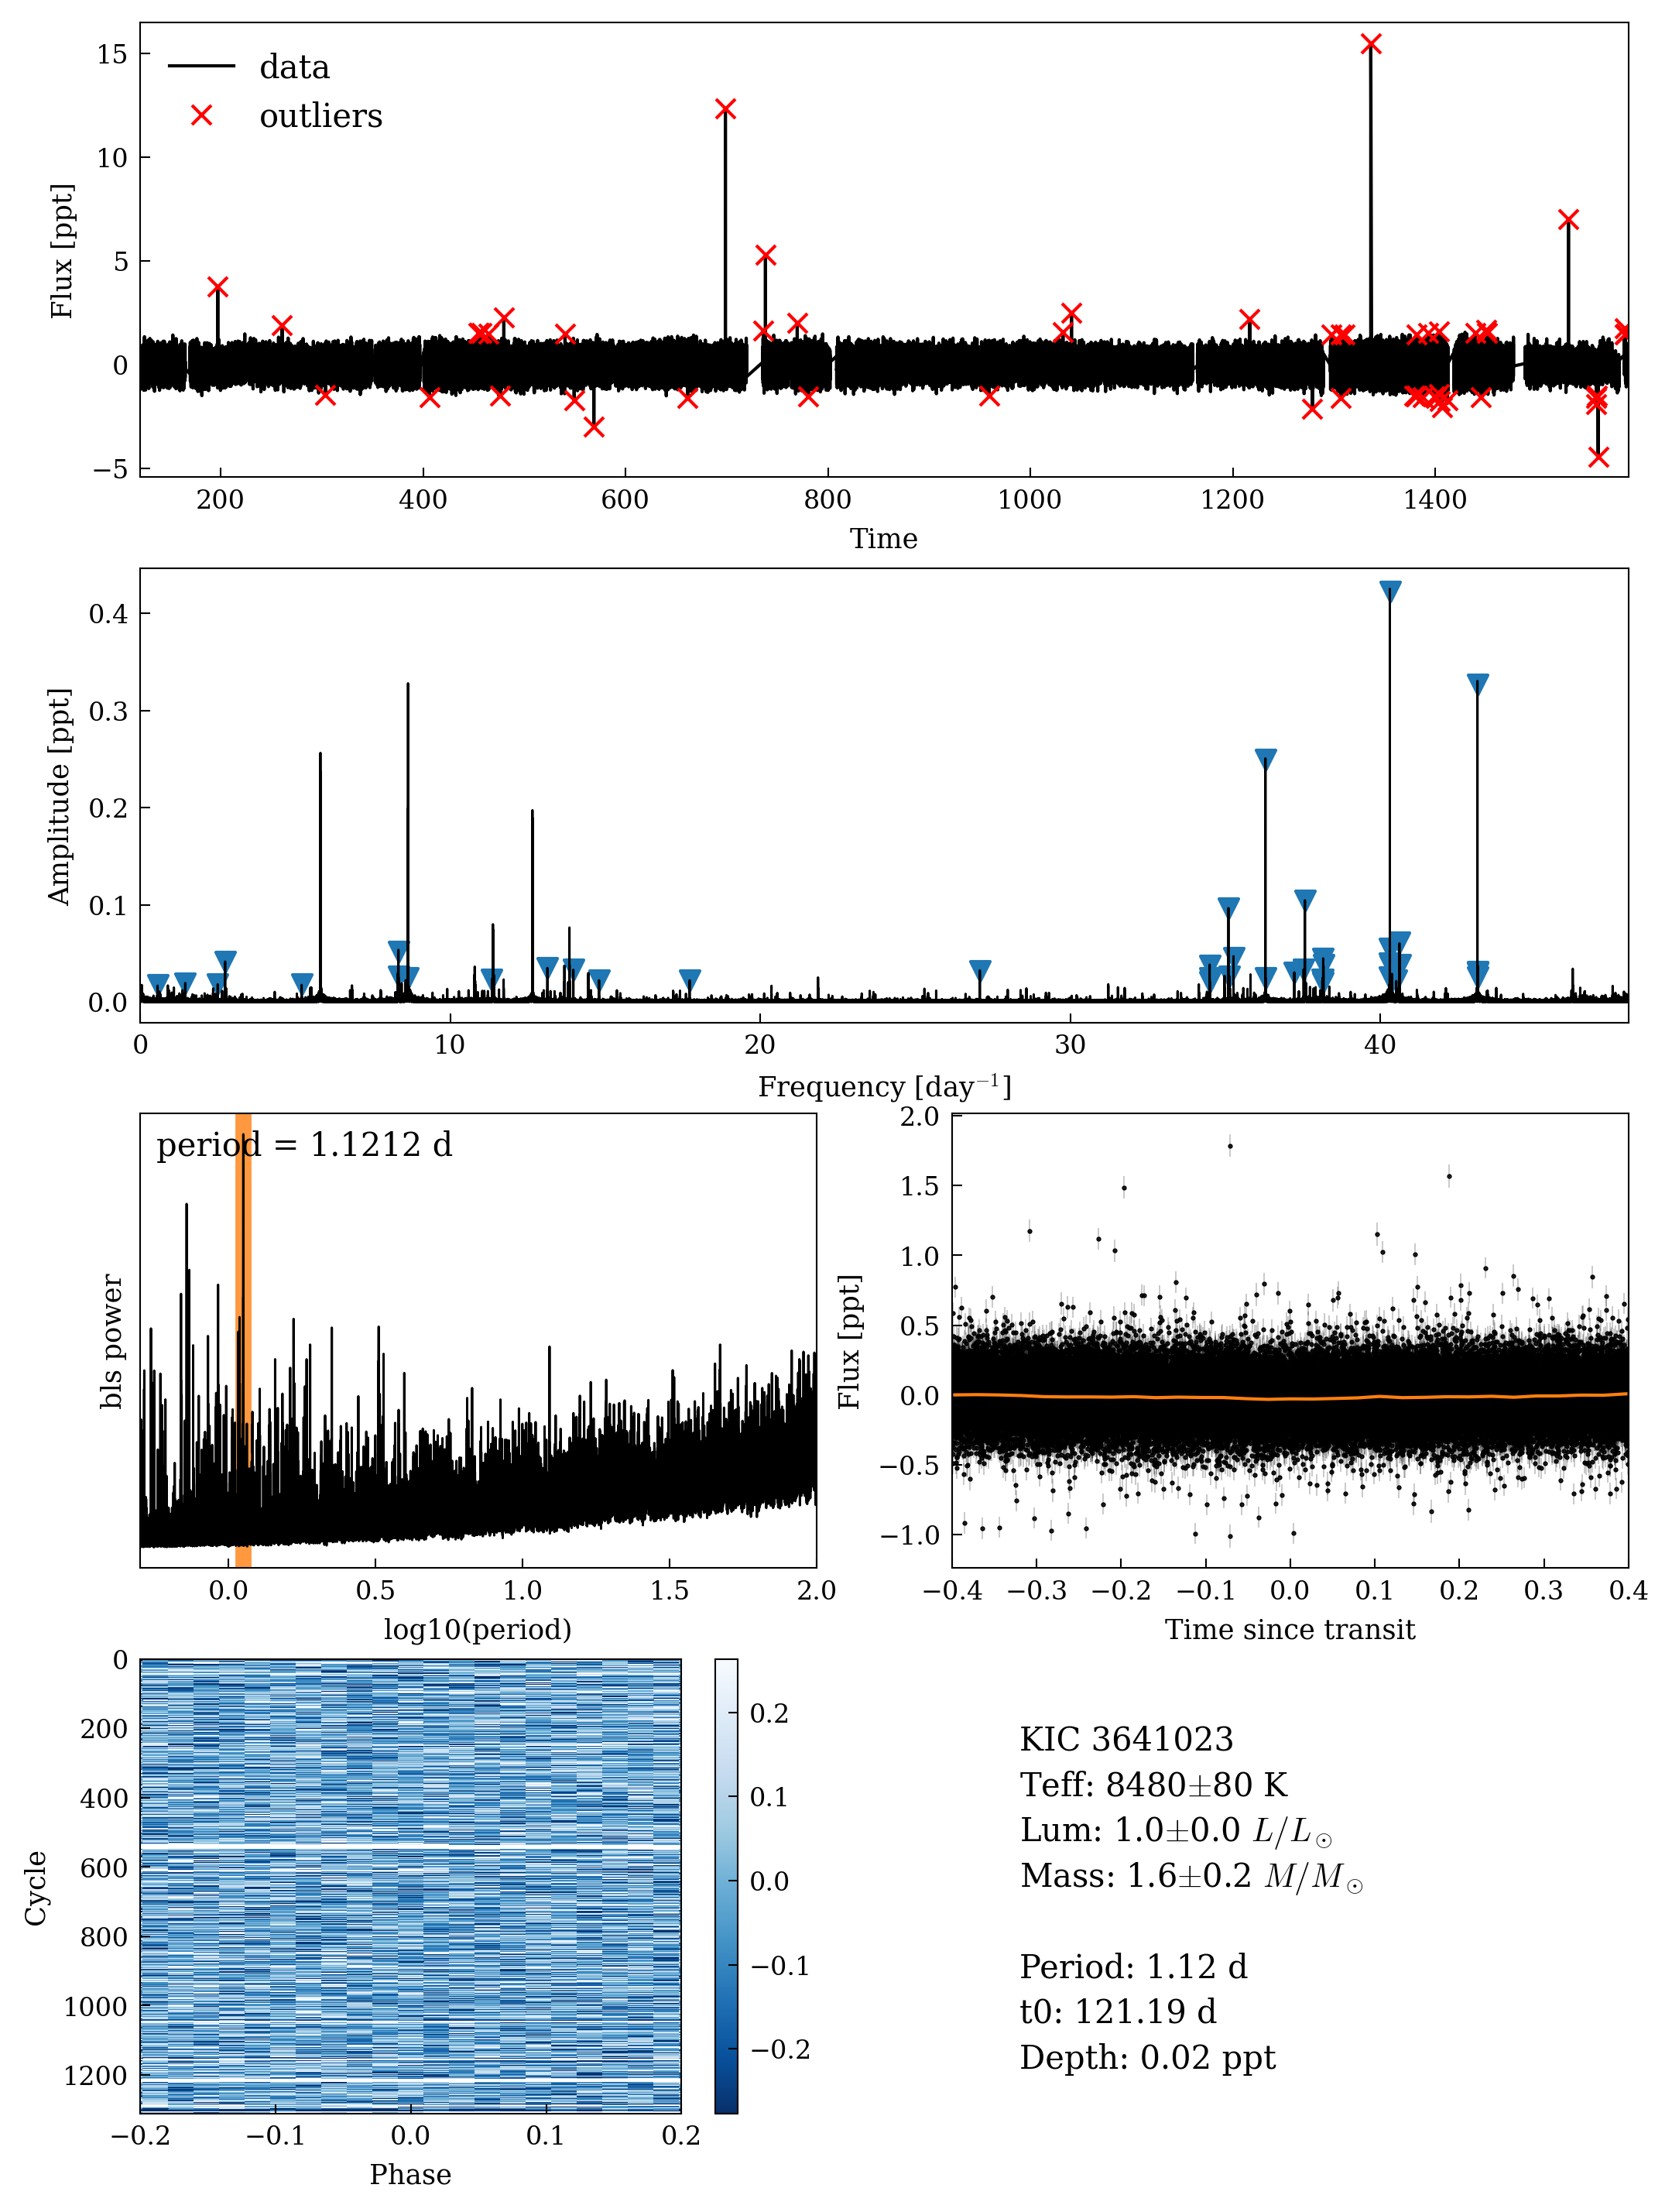 data
outliers
15
10
5
0
−5
Flux [ppt]
200 400 600 800 1000 1200 1400
Time
0.4
0.3
0.2
0.1
0.0
Amplitude [ppt]
0 10 20 30 40
Frequency [day⁻¹]
period = 1.1212 d
bls power
0.0 0.5 1.0 1.5 2.0
log10(period)
2.0
1.5
1.0
0.5
0.0
−0.5
−1.0
Flux [ppt]
−0.4 −0.3 −0.2 −0.1 0.0 0.1 0.2 0.3 0.4
Time since transit
0
200
400
600
800
1000
1200
Cycle
−0.2 −0.1 0.0 0.1 0.2
Phase
0.2
0.1
0.0
−0.1
−0.2
KIC 3641023
Teff: 8480±80 K
Lum: 1.0±0.0 L/L⊙
Mass: 1.6±0.2 M/M⊙
Period: 1.12 d
t0: 121.19 d
Depth: 0.02 ppt